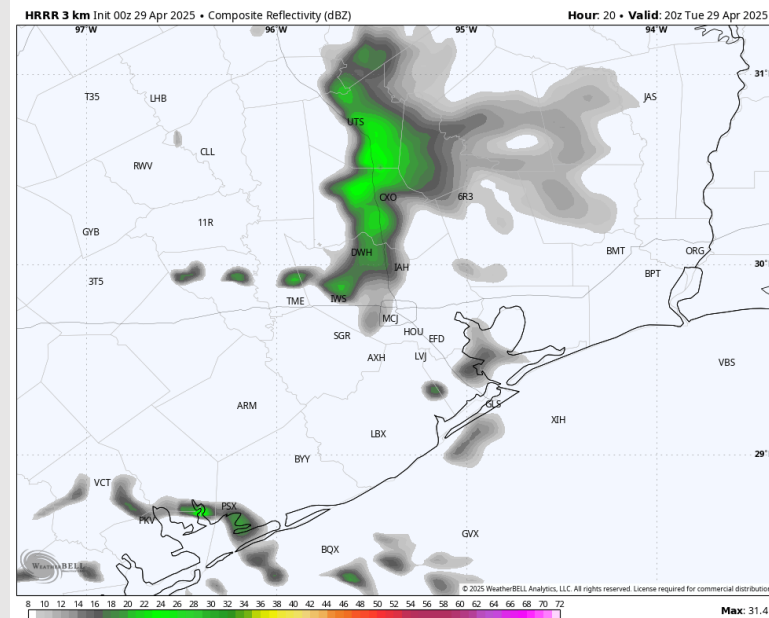 HRRR 3 km Init 00z 29 Apr 2025 • Composite Reflectivity (dBZ)
Hour: 20 • Valid: 20z Tue 29 Apr 2025
97°W 96°W 95°W 94°W
31°
T35 LHB JAS
UTS
CLL
RWV
CXO 6R3
11R
GYB
DWH BMT ORG
IAH 30°
BPT
3T5
TME IWS
MCJ
SGR HOU EFD
AXH LVJ VBS
ARM GLS
XIH
LBX
BYY 29°
VCT
PSX
PKV GVX
BQX
WEATHERBELL
© 2025 WeatherBELL Analytics, LLC. All rights reserved. License required for commercial distribution
8 10 12 14 16 18 20 22 24 26 28 30 32 34 36 38 40 42 44 46 48 50 52 54 56 58 60 62 64 66 68 70 72
Max: 31.4